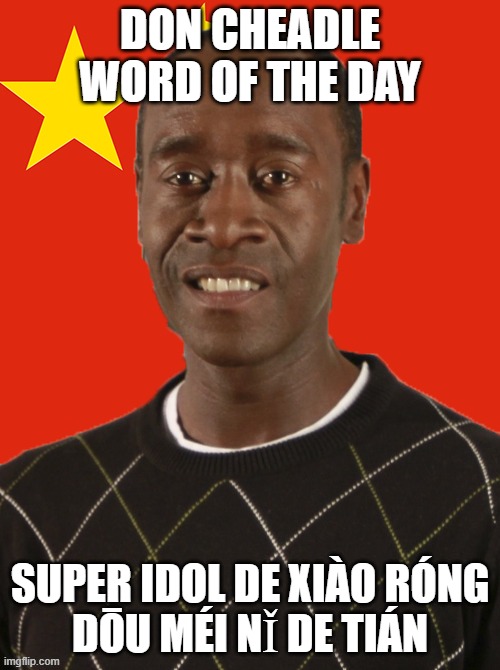 DON CHEADLE
WORD OF THE DAY
SUPER IDOL DE XIÀO RÓNG
DŌU MÉI NǏ DE TIÁN
imgflip.com